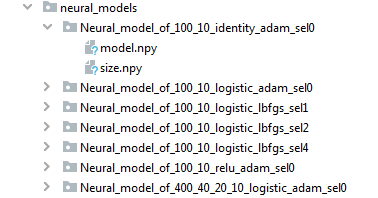 neural_models
Neural_model_of_100_10_identity_adam_sel0
model.npy
size.npy
Neural_model_of_100_10_logistic_adam_sel0
Neural_model_of_100_10_logistic_lbfgs_sel1
Neural_model_of_100_10_logistic_lbfgs_sel2
Neural_model_of_100_10_logistic_lbfgs_sel4
Neural_model_of_100_10_relu_adam_sel0
Neural_model_of_400_40_20_10_logistic_adam_sel0